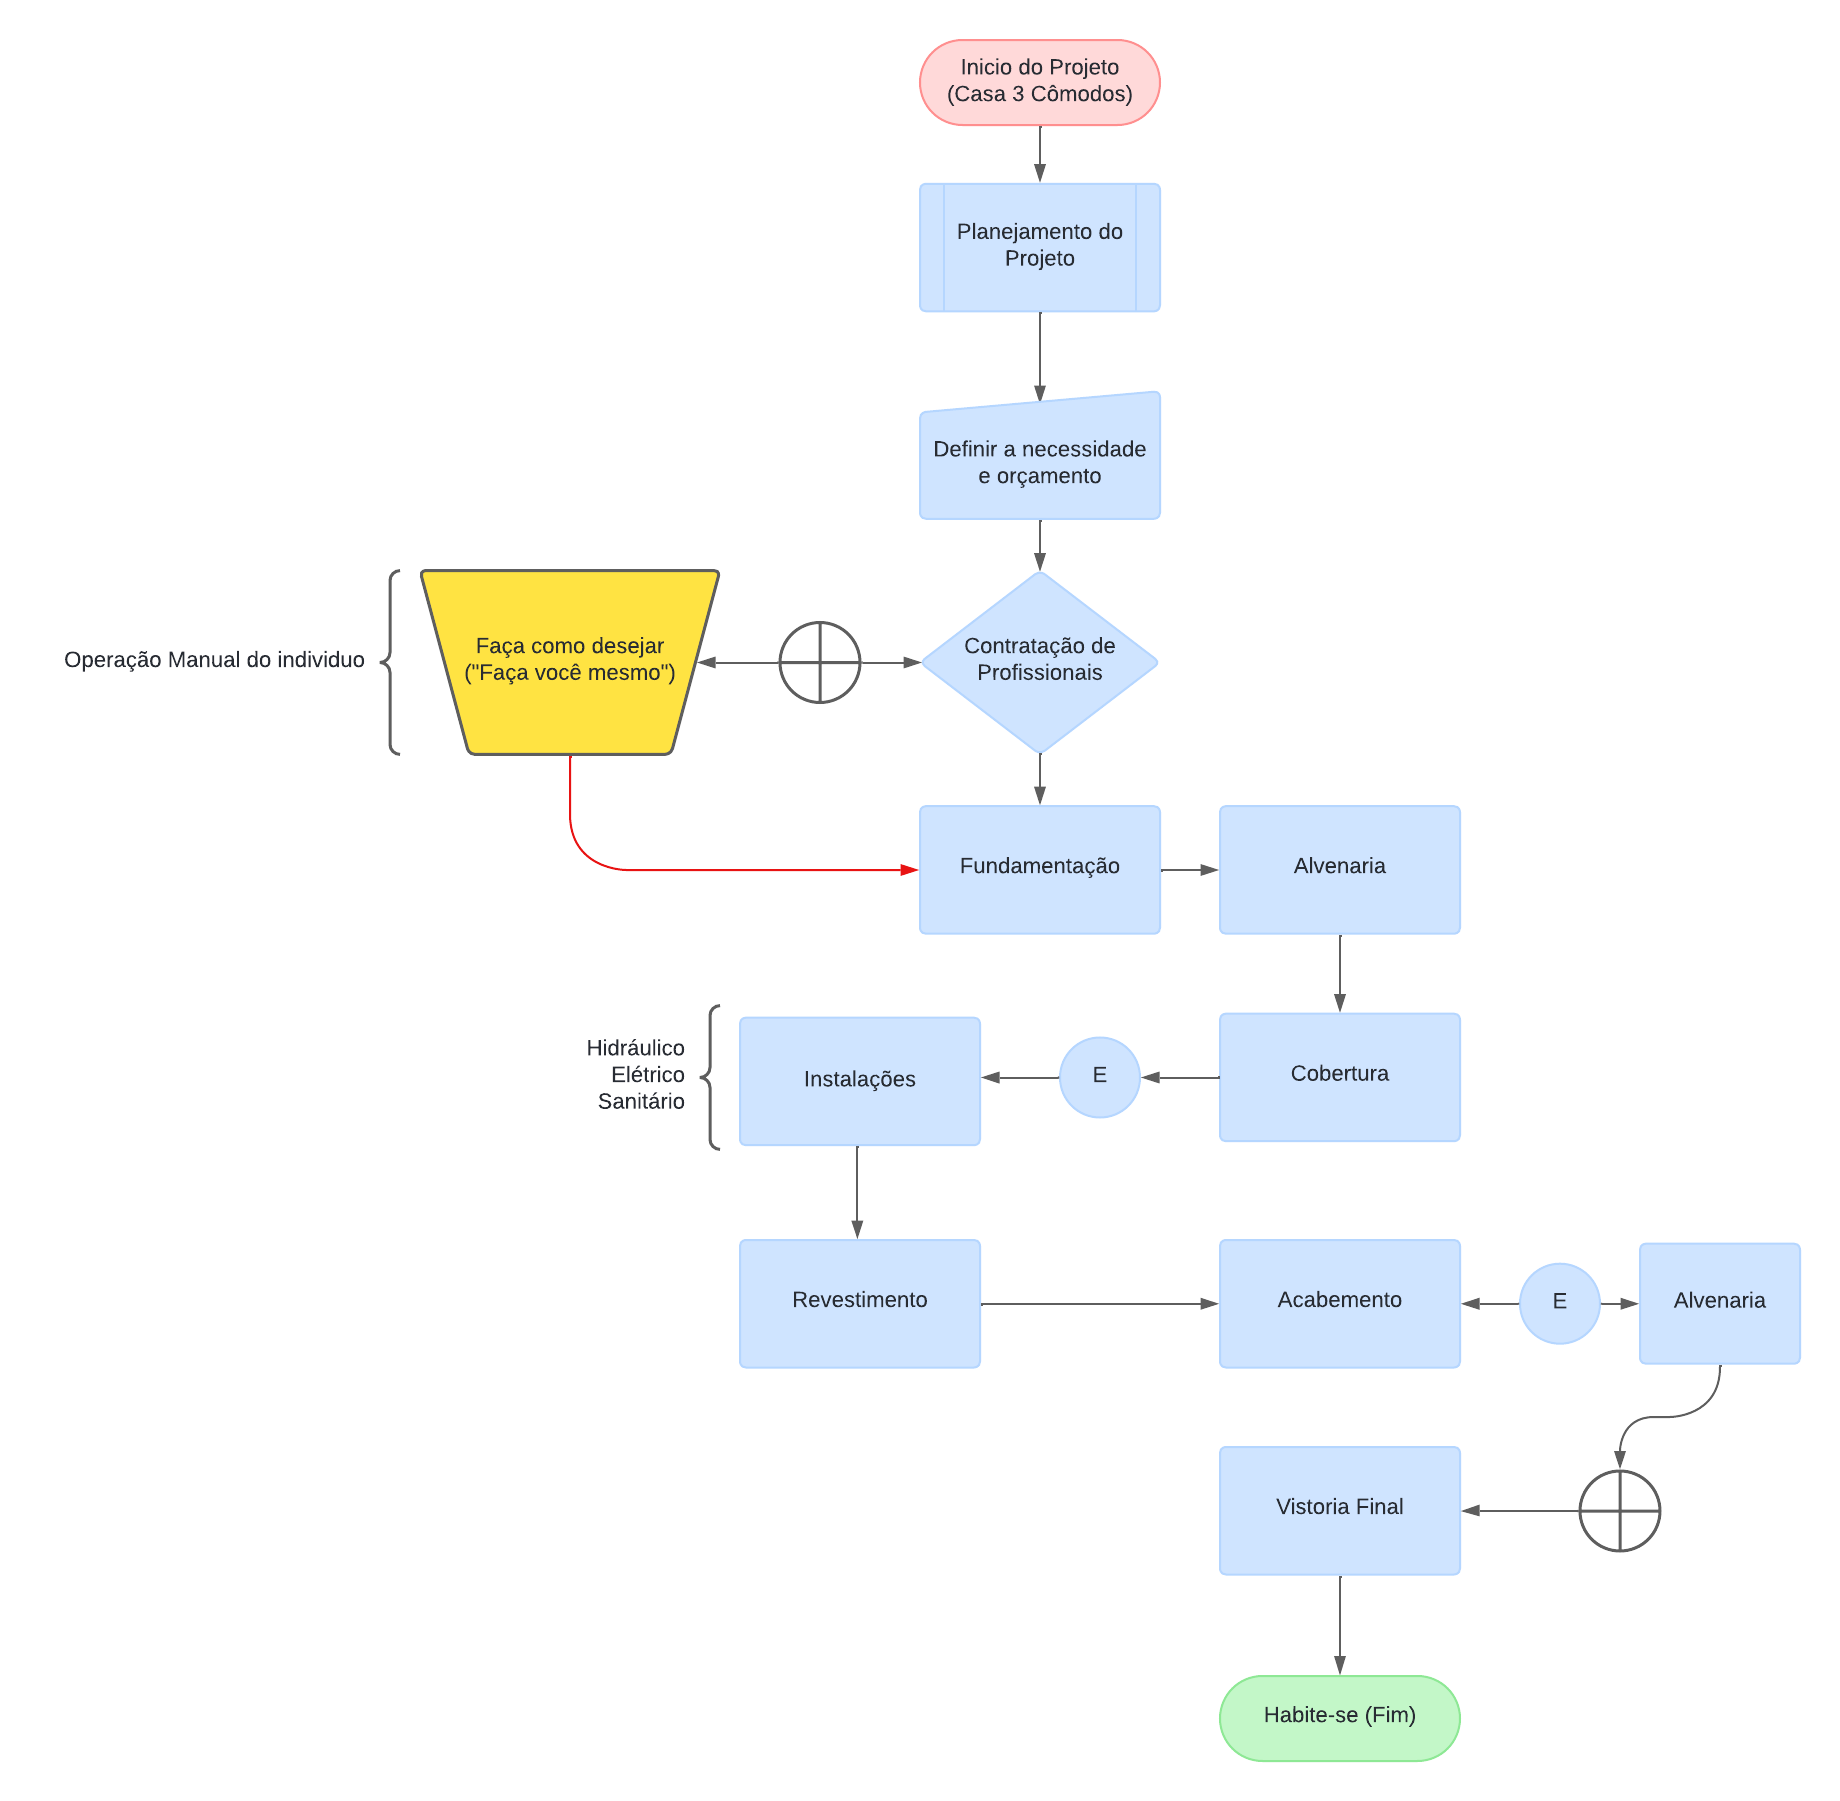 Inicio do Projeto
(Casa 3 Cômodos)
Planejamento do
Projeto
Definir a necessidade
e orçamento
Operação Manual do individuo
Faça como desejar
("Faça você mesmo")
Contratação de
Profissionais
Fundamentação
Alvenaria
Hidráulico
Elétrico
Sanitário
Instalações
E
Cobertura
Revestimento
Acabemento
E
Alvenaria
Vistoria Final
Habite-se (Fim)